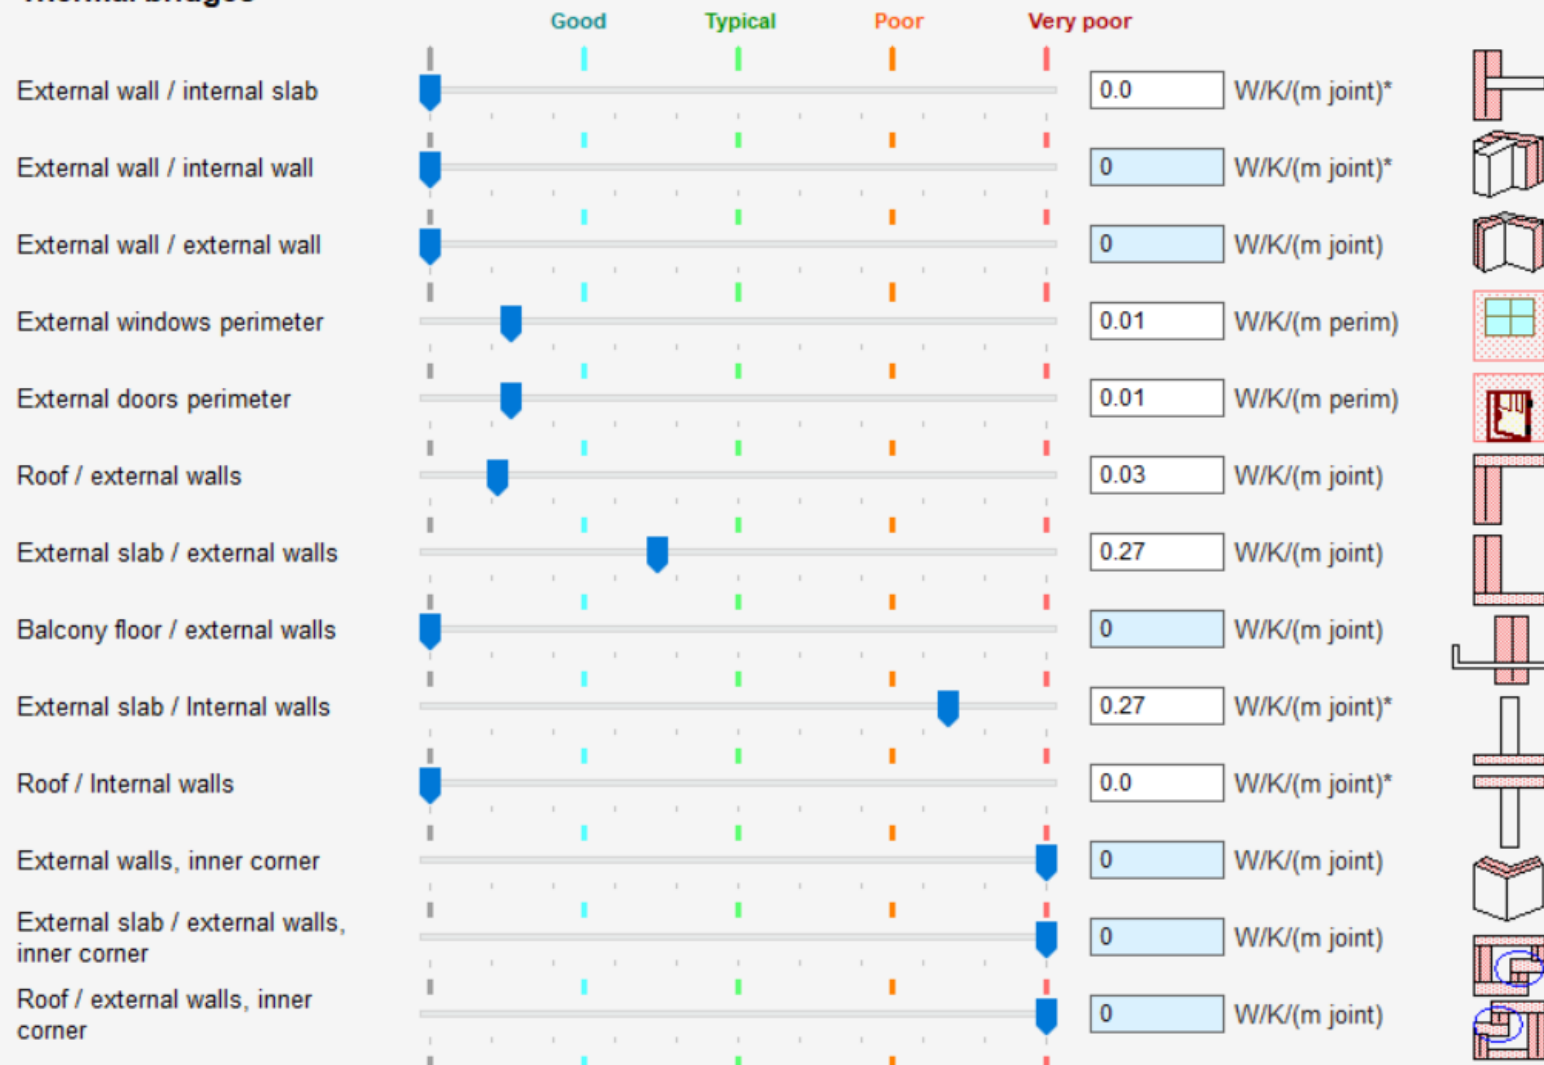 Thermal bridges
Good Typical Poor Very poor
External wall / internal slab 0.0 W/K/(m joint)*
External wall / internal wall 0 W/K/(m joint)*
External wall / external wall 0 W/K/(m joint)
External windows perimeter 0.01 W/K/(m perim)
External doors perimeter 0.01 W/K/(m perim)
Roof / external walls 0.03 W/K/(m joint)
External slab / external walls 0.27 W/K/(m joint)
Balcony floor / external walls 0 W/K/(m joint)
External slab / Internal walls 0.27 W/K/(m joint)*
Roof / Internal walls 0.0 W/K/(m joint)*
External walls, inner corner 0 W/K/(m joint)
External slab / external walls,
inner corner 0 W/K/(m joint)
Roof / external walls, inner
corner 0 W/K/(m joint)